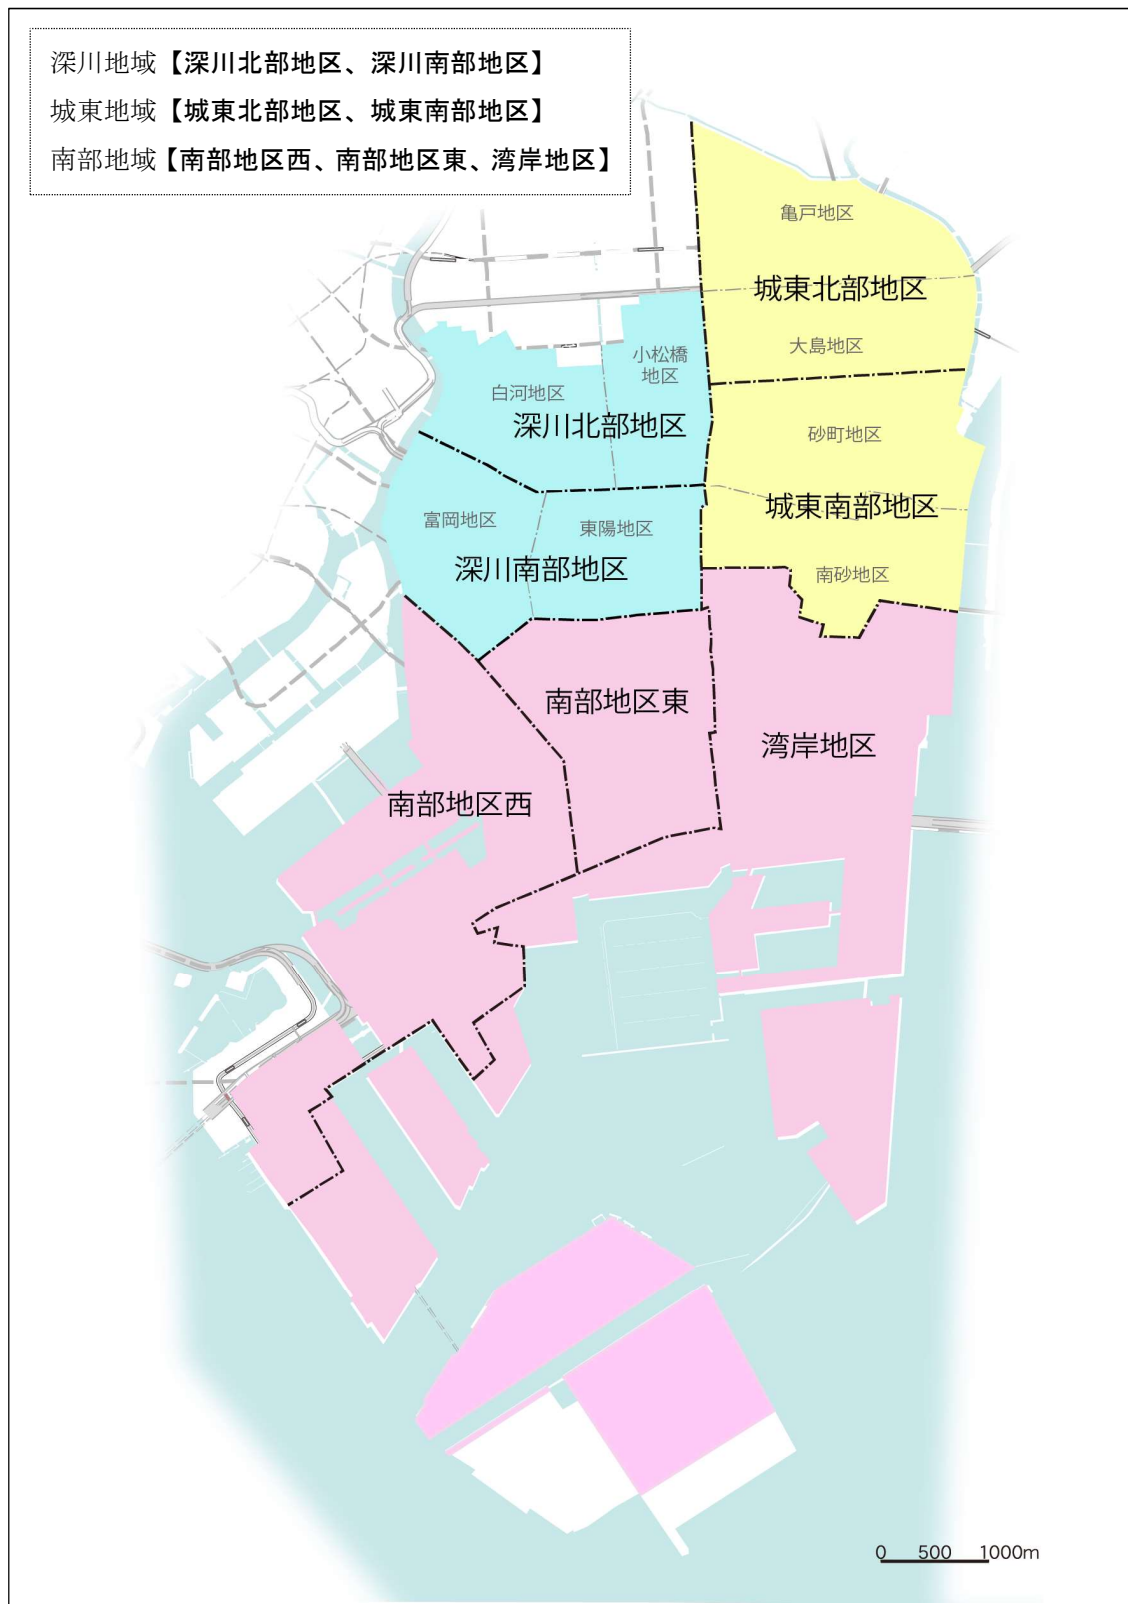 深川地域【深川北部地区、深川南部地区】
城東地域【城東北部地区、城東南部地区】
南部地域【南部地区西、南部地区東、湾岸地区】
亀戸地区
城東北部地区
大島地区
小松橋
地区
白河地区
深川北部地区
砂町地区
城東南部地区
富岡地区
東陽地区
深川南部地区
南砂地区
南部地区東
湾岸地区
南部地区西
0 500 1000m